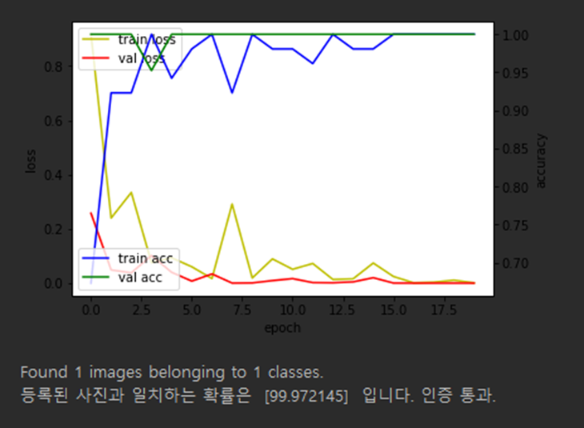 train loss
val loss
0.8
0.6
0.4
0.2
0.0
loss
1.00
0.95
0.90
0.85
0.80
0.75
0.70
accuracy
train acc
val acc
0.0 2.5 5.0 7.5 10.0 12.5 15.0 17.5
epoch
Found 1 images belonging to 1 classes.
등록된 사진과 일치하는 확률은 [99.972145] 입니다. 인증 통과.